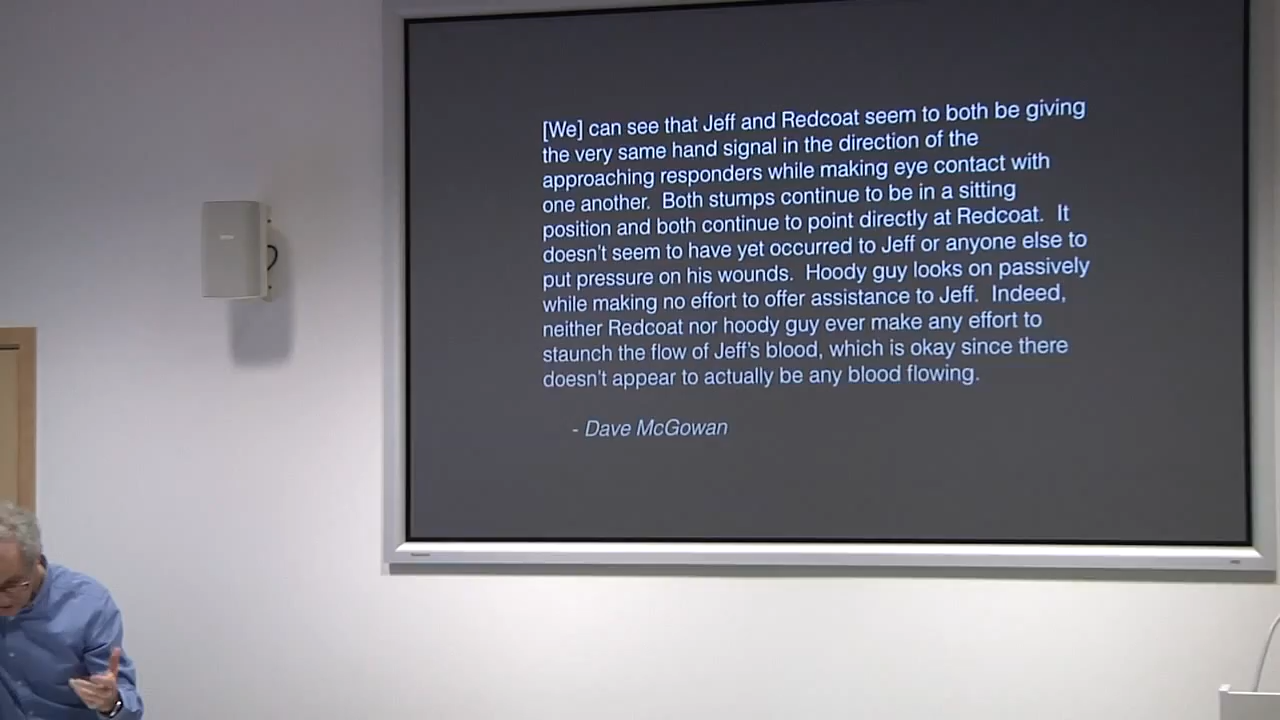 [We] can see that Jeff and Redcoat seem to both be giving
the very same hand signal in the direction of the
approaching responders while making eye contact with
one another.  Both stumps continue to be in a sitting
position and both continue to point directly at Redcoat.  It
doesn't seem to have yet occurred to Jeff or anyone else to
put pressure on his wounds.  Hoody guy looks on passively
while making no effort to offer assistance to Jeff.  Indeed,
neither Redcoat nor hoody guy ever make any effort to
staunch the flow of Jeff's blood, which is okay since there
doesn't appear to actually be any blood flowing.
- Dave McGowan